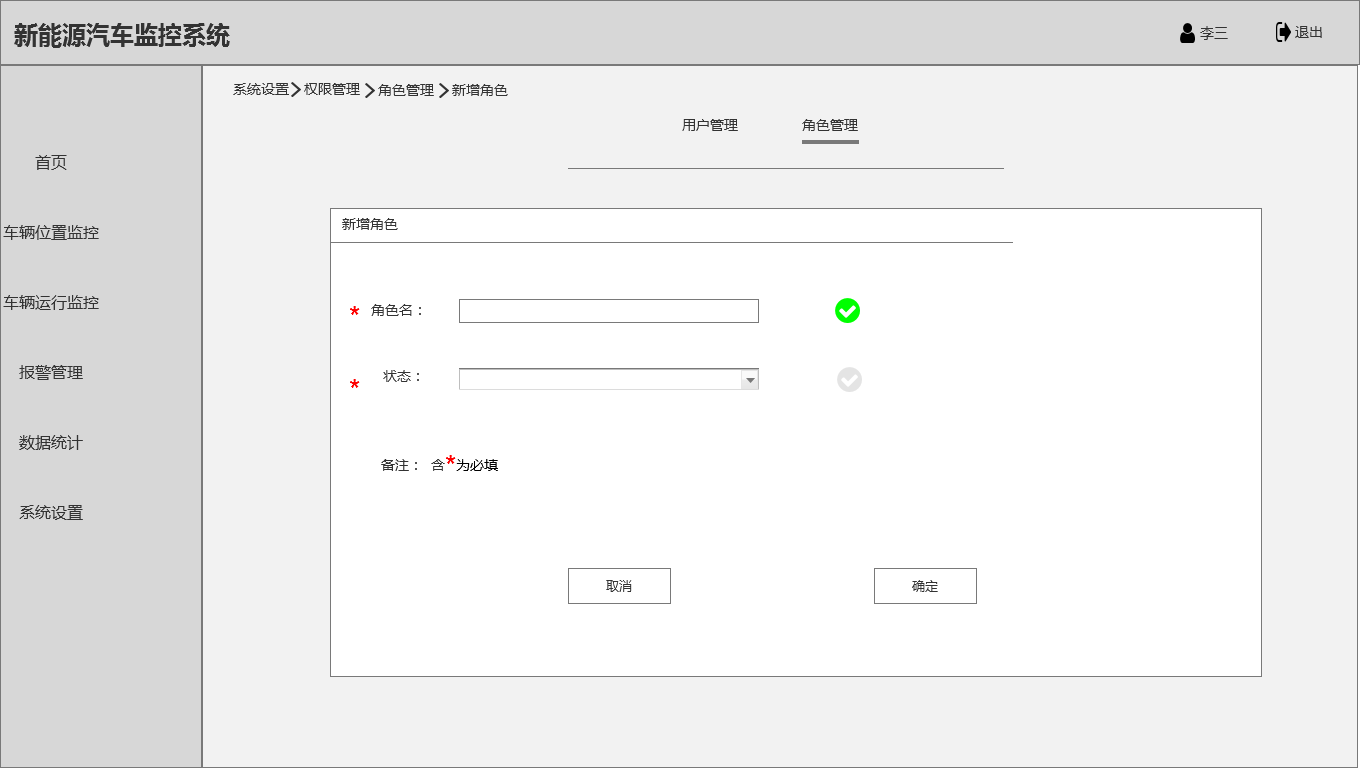 新能源汽车监控系统
李三
退出
系统设置 权限管理 角色管理 新增角色
用户管理 角色管理
首页
车辆位置监控
车辆运行监控
报警管理
数据统计
系统设置
新增角色
* 角色名：
* 状态：
备注： 含*为必填
取消
确定